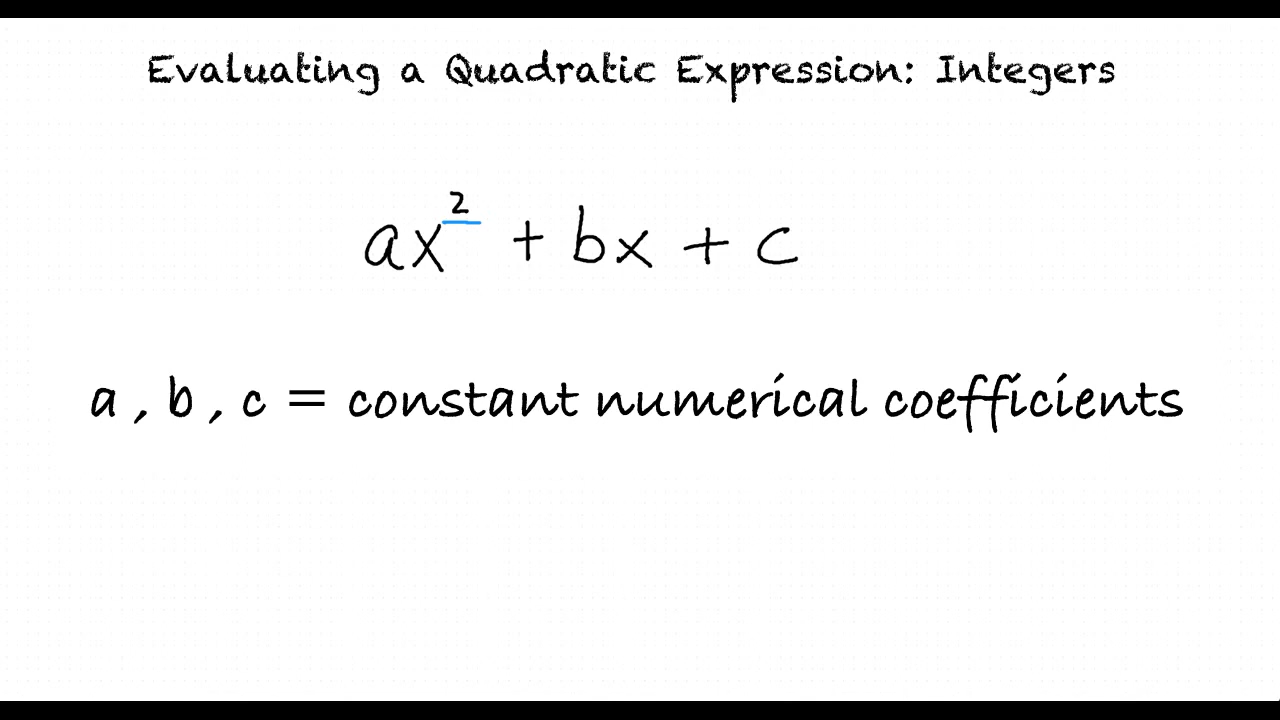 Evaluating a Quadratic Expression: Integers
ax² + bx + c
a , b , c = constant numerical coefficients